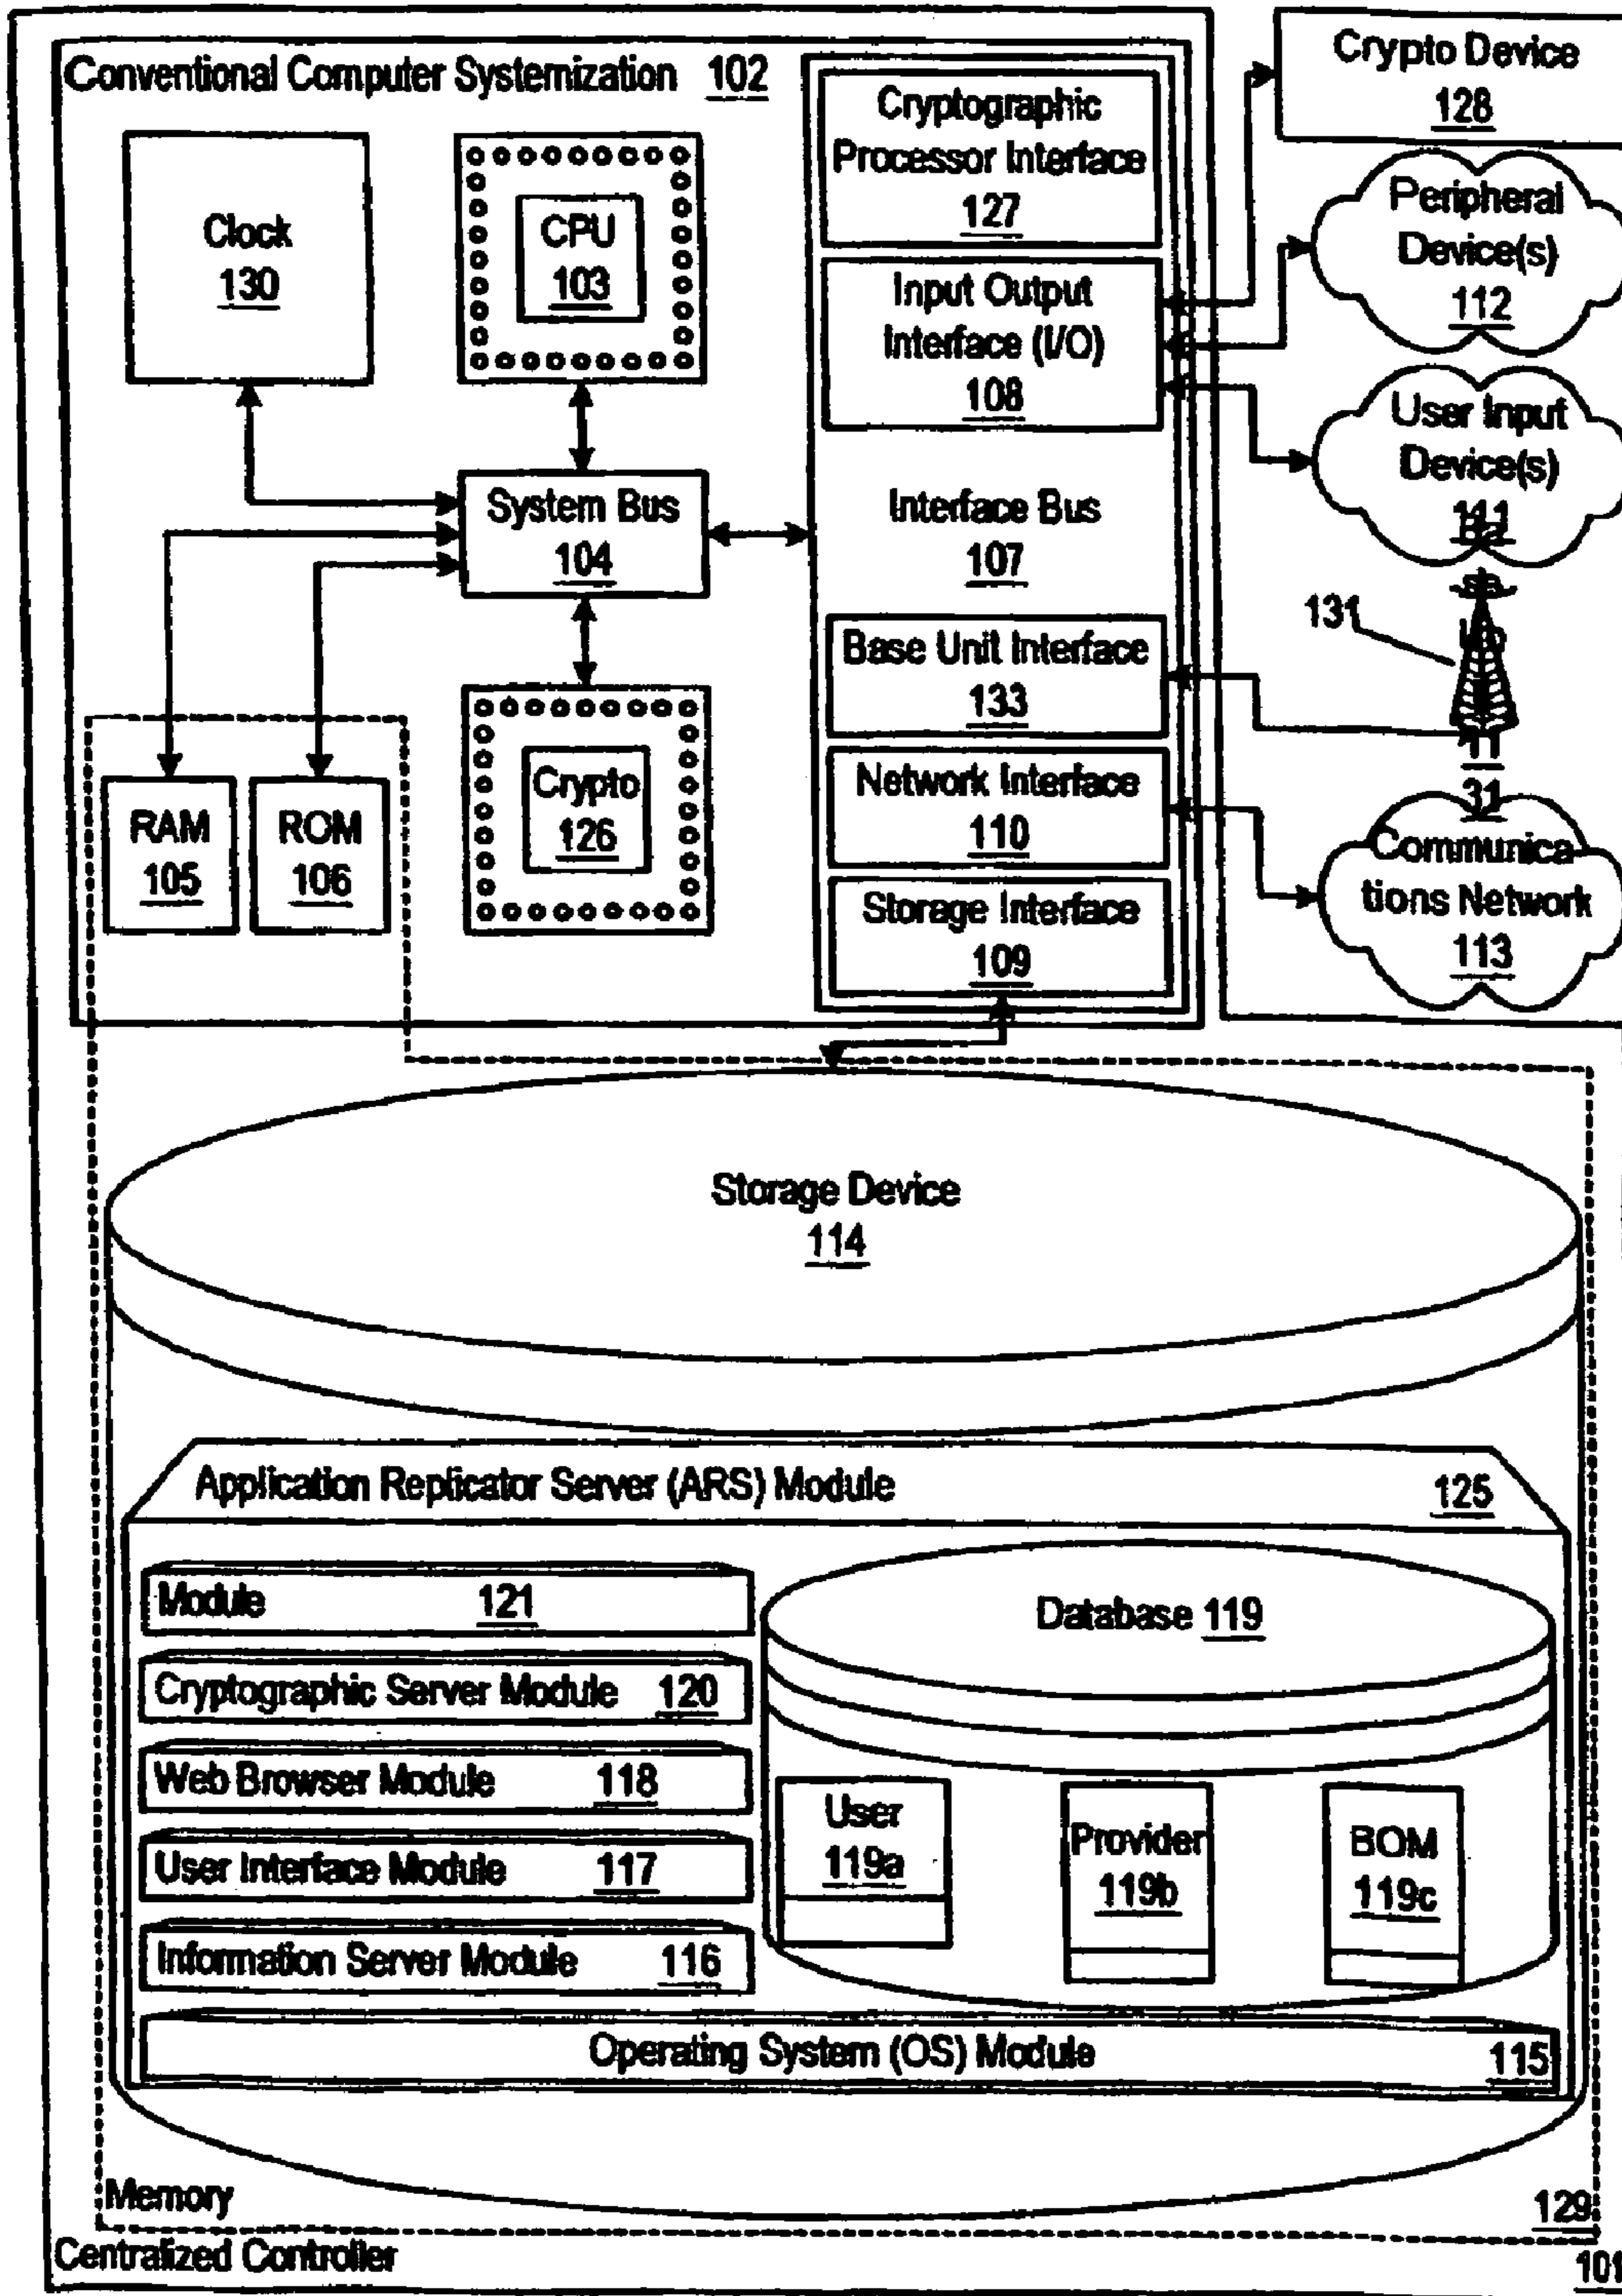 Conventional Computer Systemization 102
Clock
130
CPU
103
System Bus
104
RAM
105
ROM
106
Crypto
126
Cryptographic
Processor Interface
127
Input Output
Interface (I/O)
108
Interface Bus
107
Base Unit Interface
133
Network Interface
110
Storage Interface
109
Crypto Device
128
Peripheral
Device(s)
112
User Input
Device(s)
111
131
11
31
Communica-
tions Network
113
Storage Device
114
Application Replicator Server (ARS) Module 125
Module 121
Cryptographic Server Module 120
Web Browser Module 118
User Interface Module 117
Information Server Module 116
Database 119
User
119a
Provider
119b
BOM
119c
Operating System (OS) Module 115
Memory 129
Centralized Controller 101